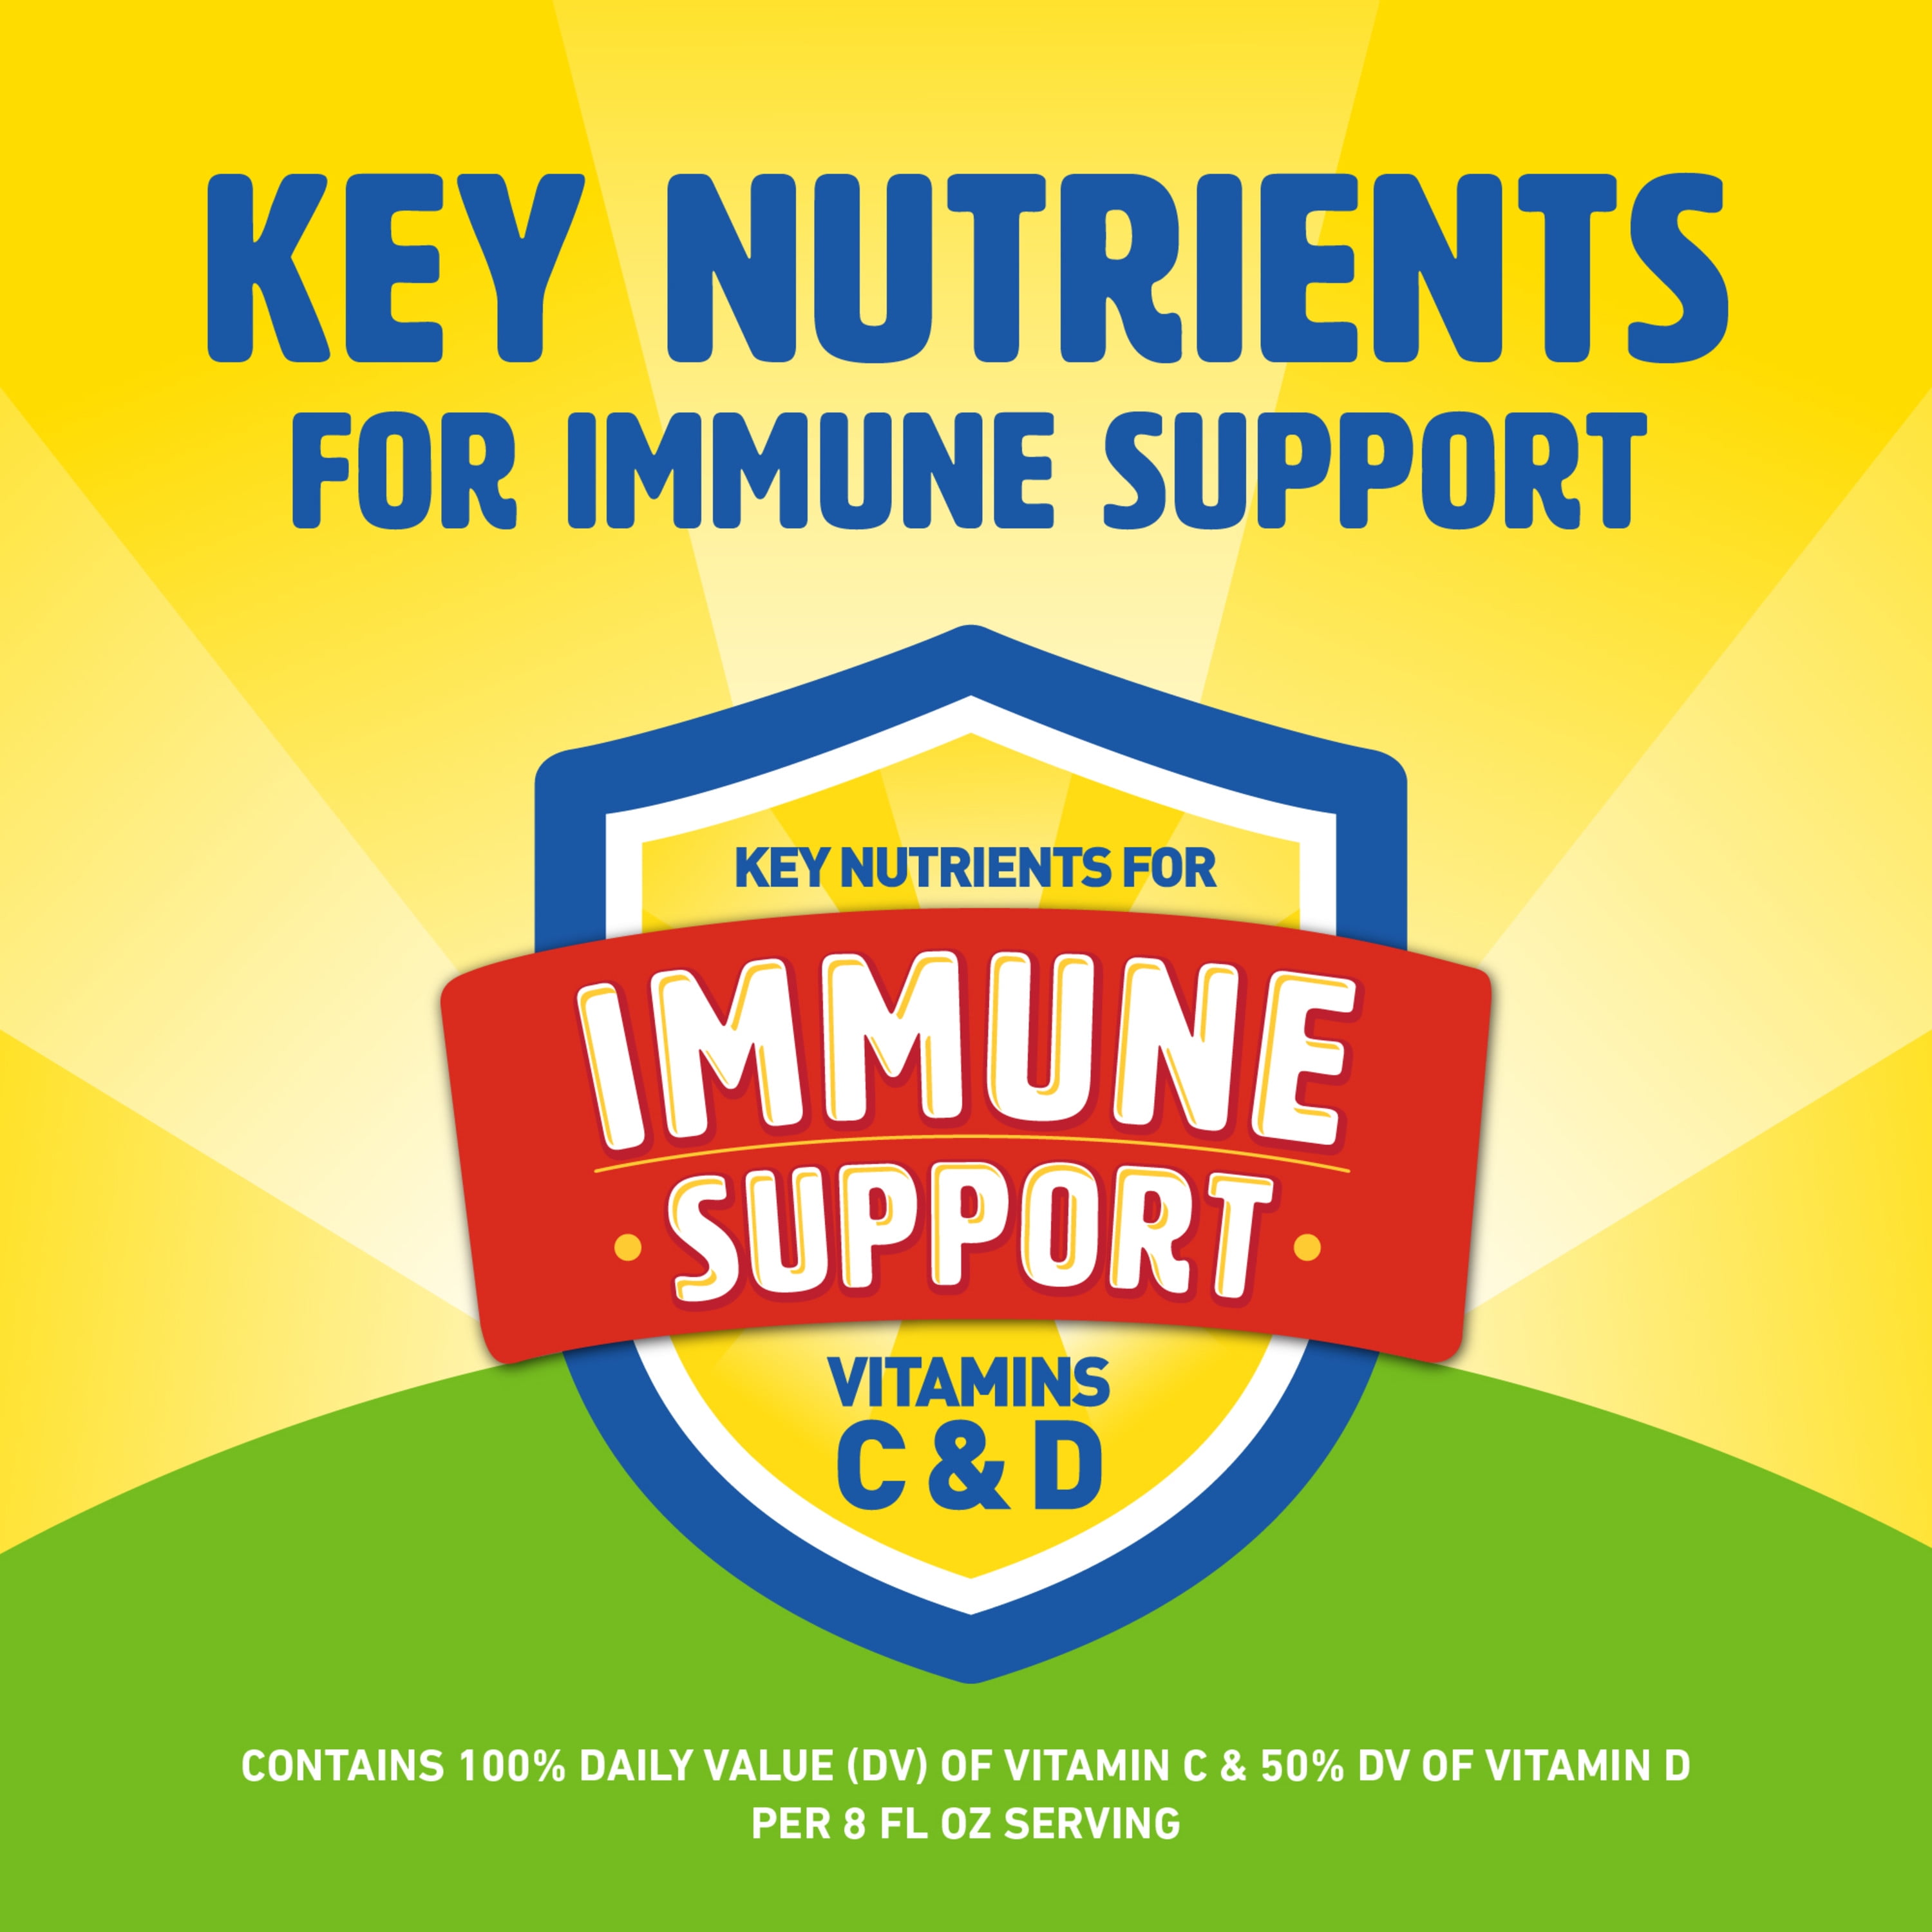 KEY NUTRIENTS
FOR IMMUNE SUPPORT
KEY NUTRIENTS FOR
IMMUNE
SUPPORT
VITAMINS
C & D
CONTAINS 100% DAILY VALUE (DV) OF VITAMIN C & 50% DV OF VITAMIN D
PER 8 FL OZ SERVING